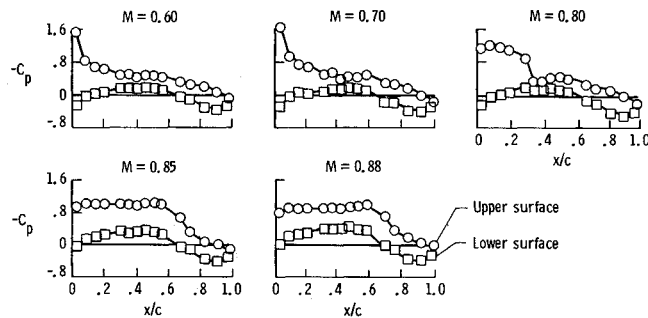 M = 0.60
M = 0.70
M = 0.80
1.6
.8
0
-.8
-Cp
0 .2 .4 .6 .8 1.0
x/c
M = 0.85
M = 0.88
1.6
.8
0
-.8
-Cp
Upper surface
Lower surface
0 .2 .4 .6 .8 1.0
x/c
0 .2 .4 .6 .8 1.0
x/c